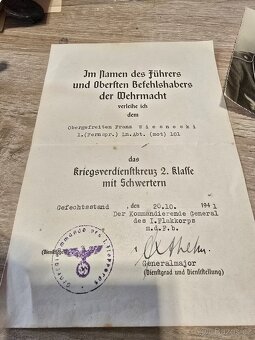 Im Namen des Führers
und Obersten Befehlshabers
der Wehrmacht
verleihe ich
dem
Obergefreiten Franz
1.(Fernspr.) Ln.Abt. (mot) 101
das
Kriegsverdienstkreuz 2. Klasse
mit Schwertern
Gefechtsstand, den 20.10. 1941
Der Kommandierende General
des I.Flakkorps
m.d.F.b.
Generalmajor
(Dienstgrad und Dienststellung)